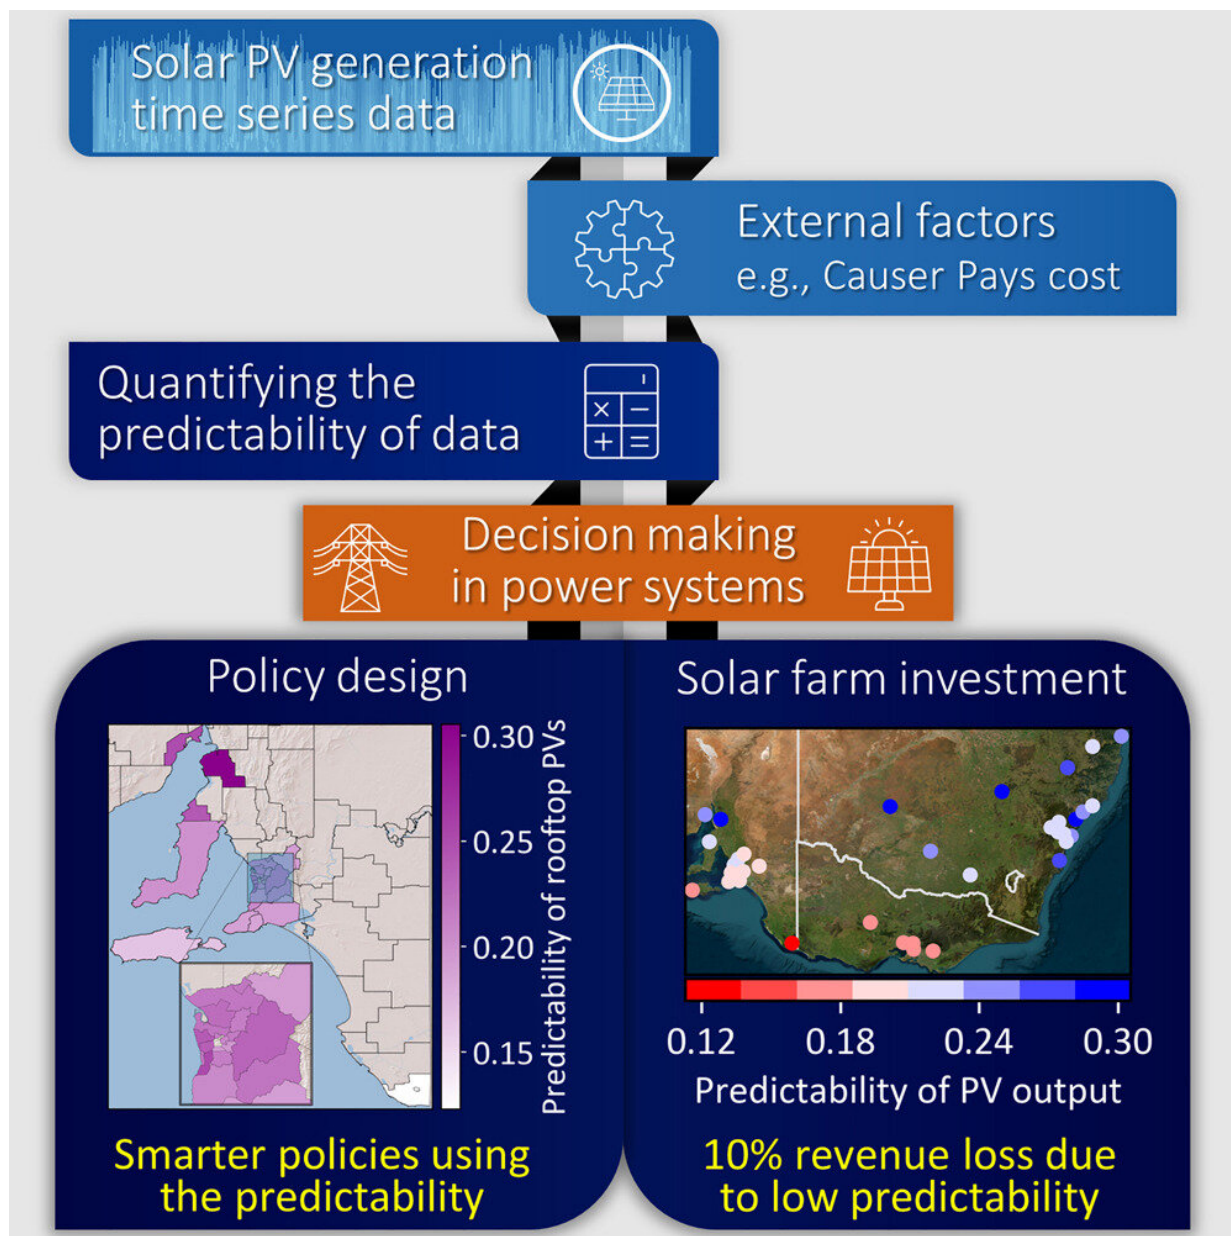 Solar PV generation
time series data
External factors
e.g., Causer Pays cost
Quantifying the
predictability of data
Decision making
in power systems
Policy design
0.30
0.25
0.20
0.15
Predictability of rooftop PVs
Smarter policies using
the predictability
Solar farm investment
0.12 0.18 0.24 0.30
Predictability of PV output
10% revenue loss due
to low predictability